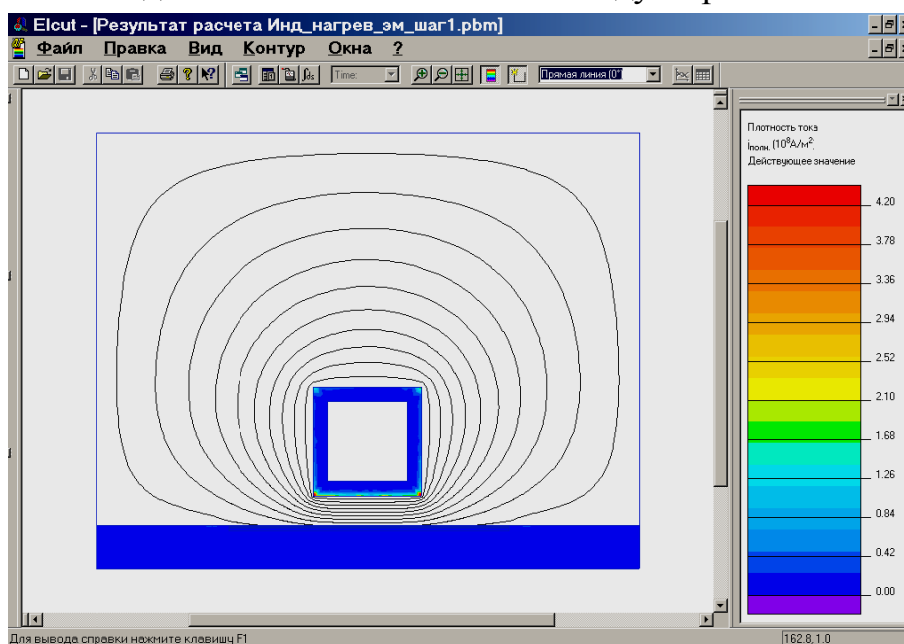 Elcut - [Результат расчета Инд_нагрев_эм_шаг1.pbm]
Файл Правка Вид Контур Окна ?
Time:
Прямая линия (0°
Плотность тока
iполн. (10⁸А/м²)
Действующее значение
4.20
3.78
3.36
2.94
2.52
2.10
1.68
1.26
0.84
0.42
0.00
Для вывода справки нажмите клавишу F1
162.8,1.0